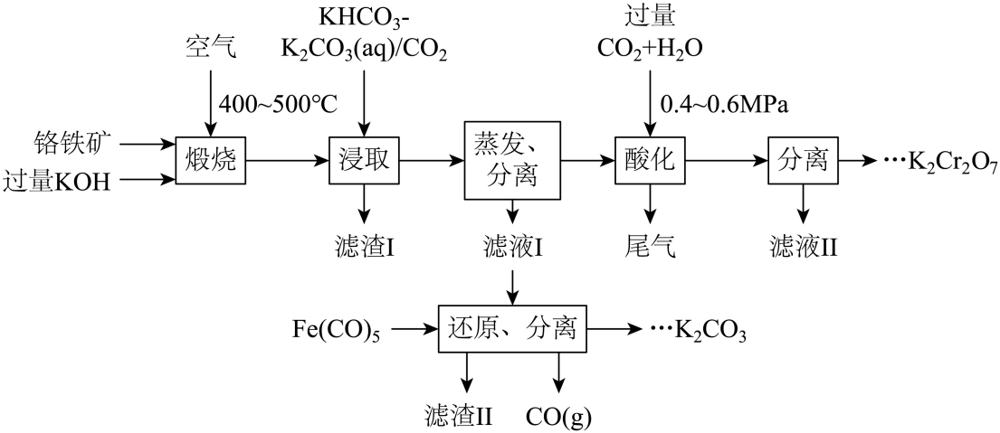 空气
KHCO3-
K2CO3(aq)/CO2
过量
CO2+H2O
400~500℃
0.4~0.6MPa
铬铁矿
过量KOH
煅烧
浸取
蒸发、
分离
酸化
分离
···K2Cr2O7
滤渣I
滤液I
尾气
滤液II
Fe(CO)5
还原、分离
···K2CO3
滤渣II
CO(g)